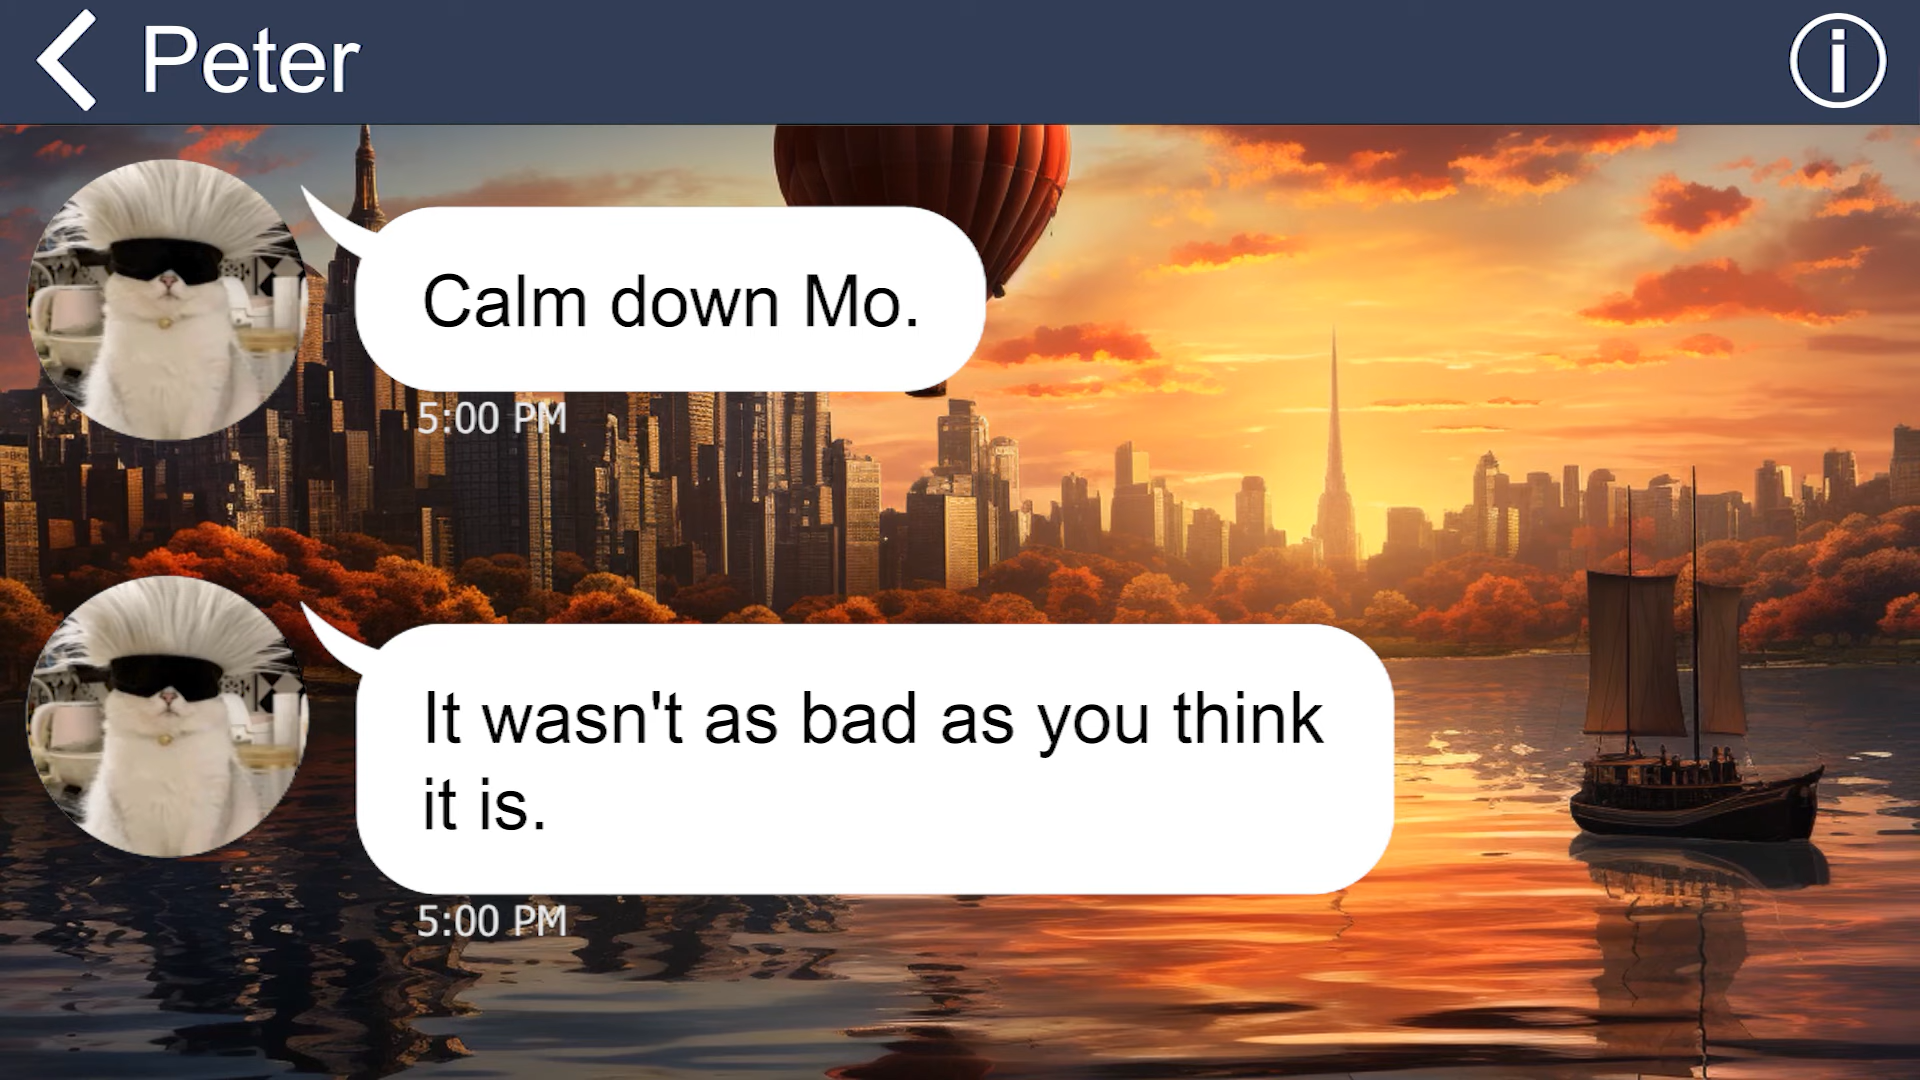 Peter
Calm down Mo.
5:00 PM
It wasn't as bad as you think
it is.
5:00 PM